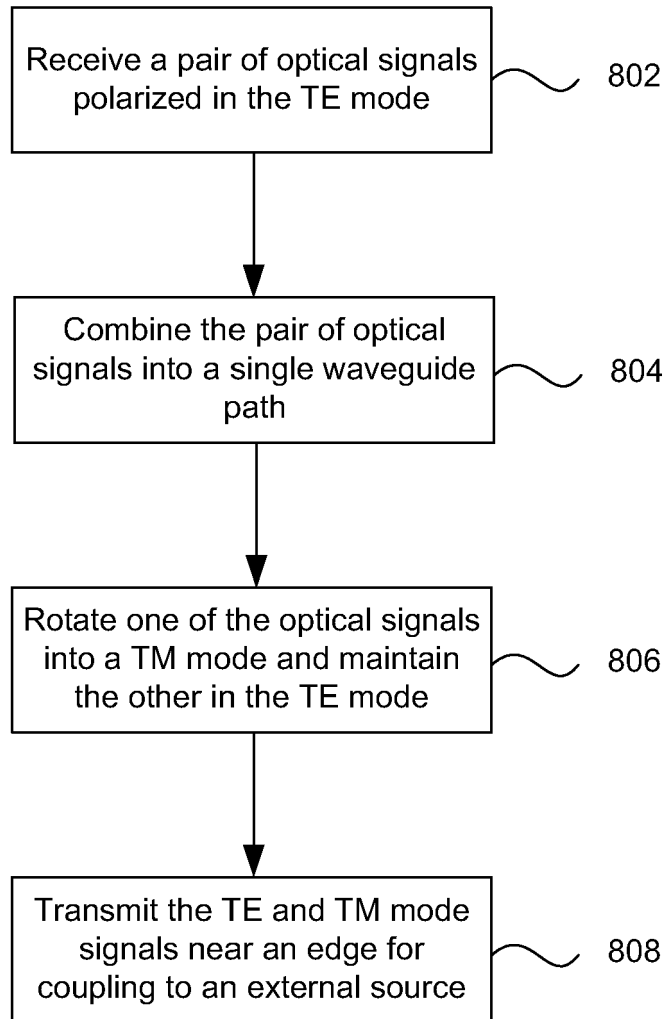 Receive a pair of optical signals
polarized in the TE mode
802
Combine the pair of optical
signals into a single waveguide
path
804
Rotate one of the optical signals
into a TM mode and maintain
the other in the TE mode
806
Transmit the TE and TM mode
signals near an edge for
coupling to an external source
808